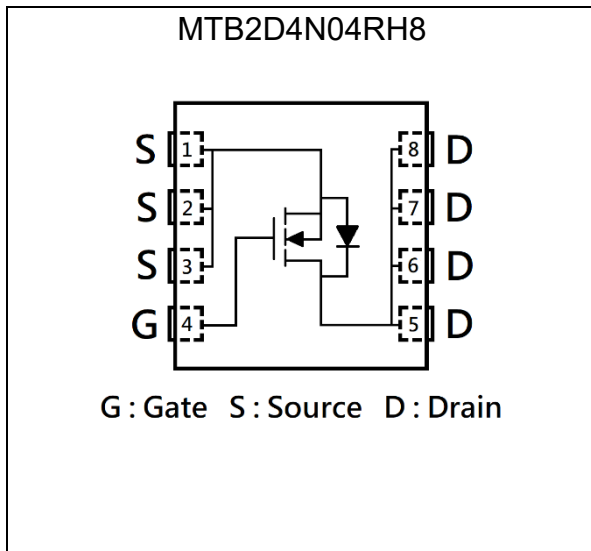 MTB2D4N04RH8
S 1 8 D
S 2 7 D
S 3 6 D
G 4 5 D
G : Gate S : Source D : Drain